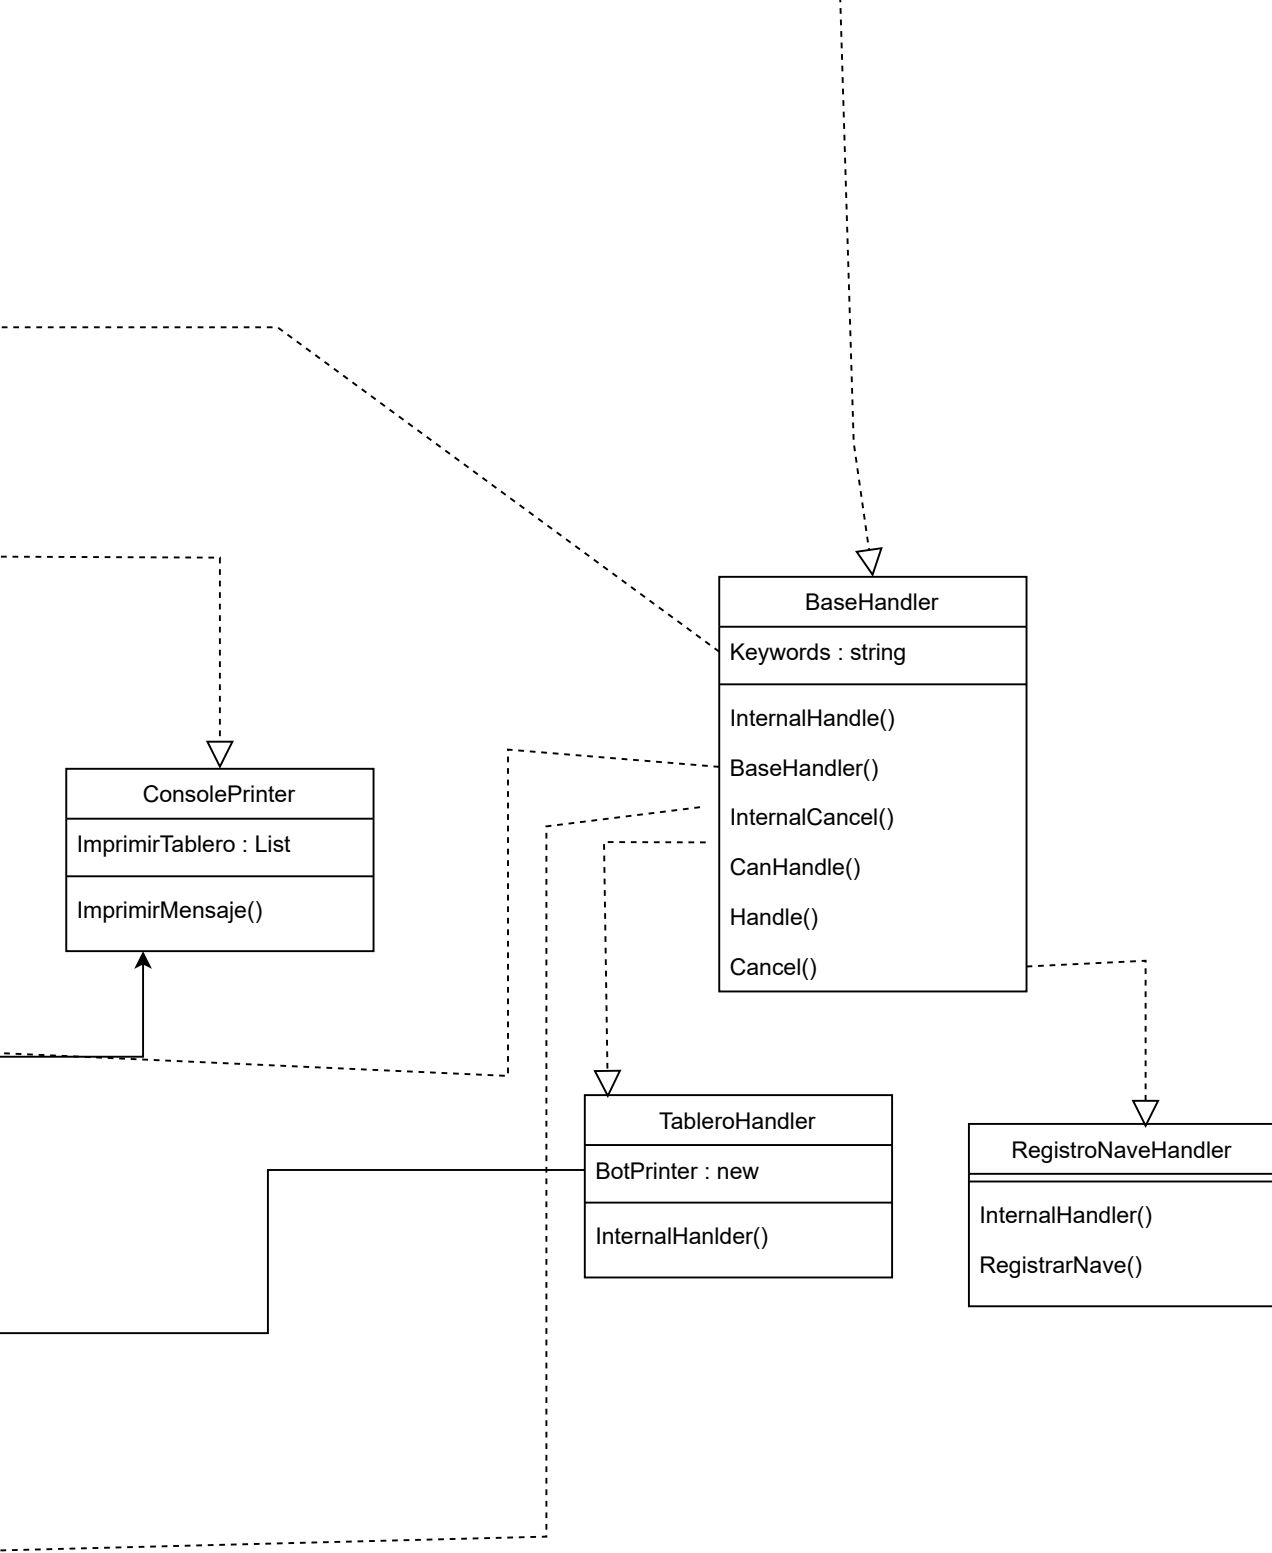 BaseHandler
Keywords : string
InternalHandle()
BaseHandler()
InternalCancel()
CanHandle()
Handle()
Cancel()
ConsolePrinter
ImprimirTablero : List
ImprimirMensaje()
TableroHandler
BotPrinter : new
InternalHanlder()
RegistroNaveHandler
InternalHandler()
RegistrarNave()